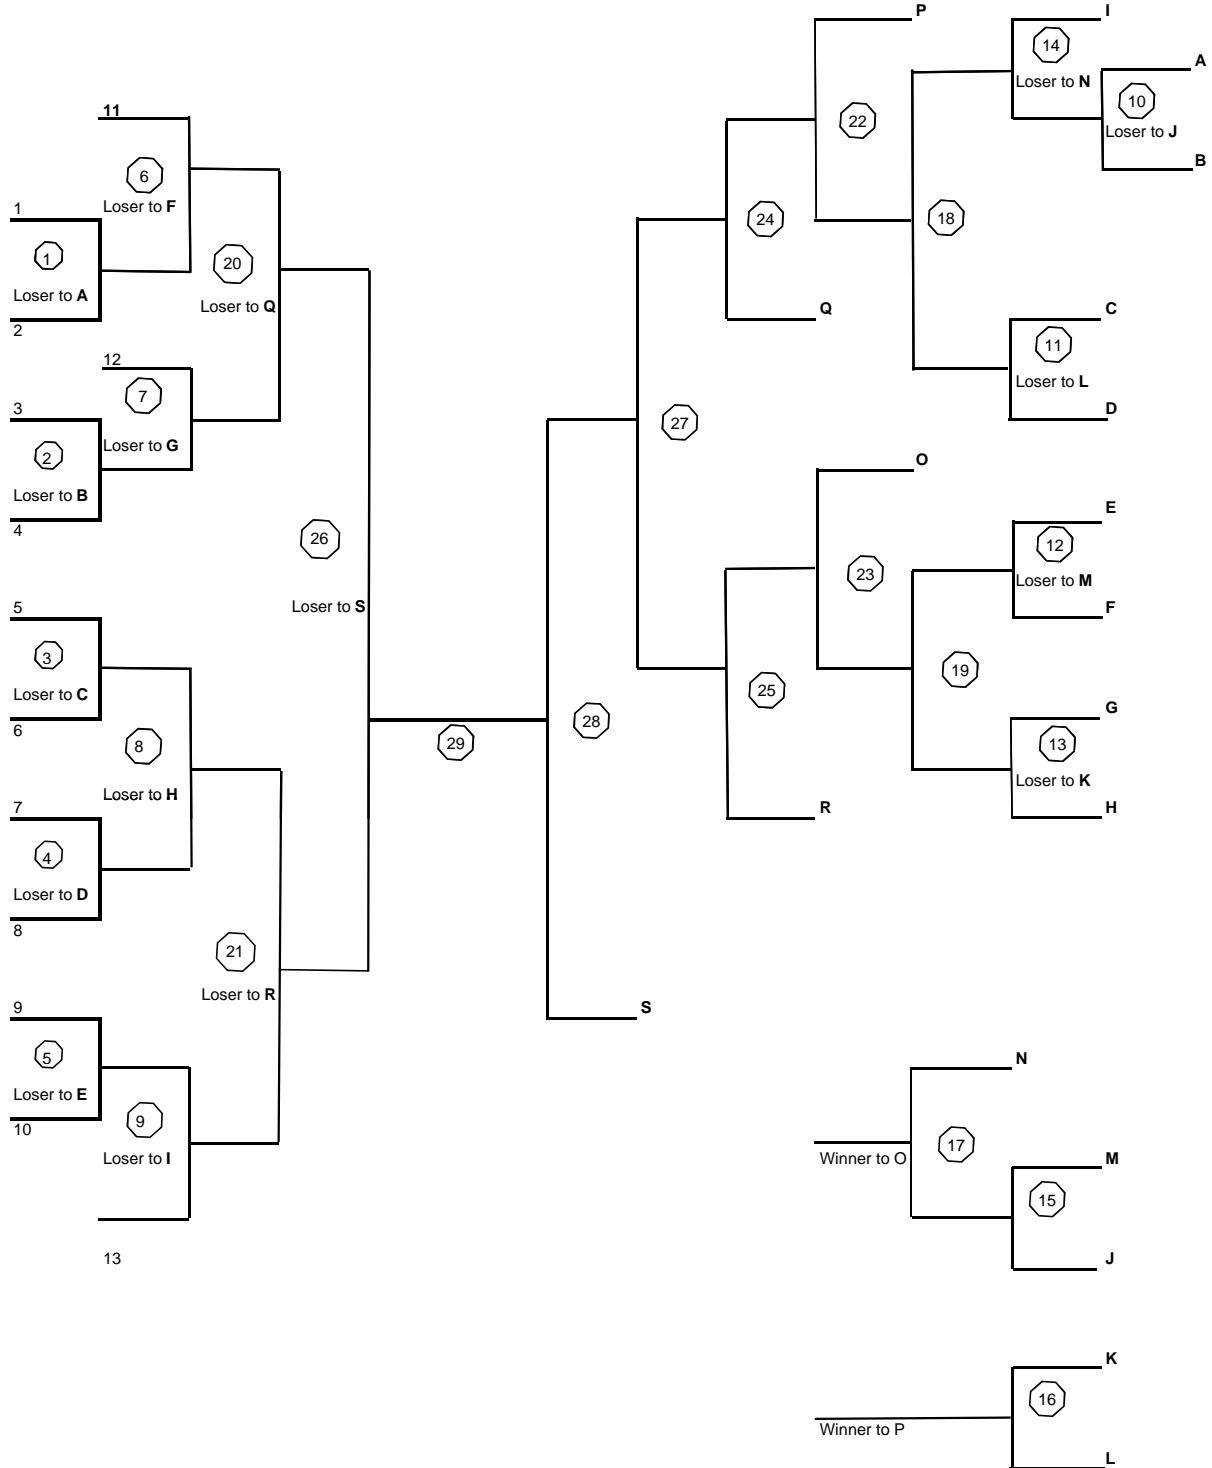 P
I
14
A
Loser to N
10
11
22
Loser to J
B
6
Loser to F
1
24
18
1
20
Loser to A
Loser to Q
Q
C
2
11
12
Loser to L
7
3
D
27
Loser to G
2
O
Loser to B
E
4
26
12
23
Loser to M
5
Loser to S
F
3
19
Loser to C
25
G
6
8
29
28
13
Loser to K
Loser to H
7
R
H
4
Loser to D
8
21
Loser to R
9
S
5
N
Loser to E
9
10
17
Loser to I
Winner to O
M
15
13
J
K
16
Winner to P
L